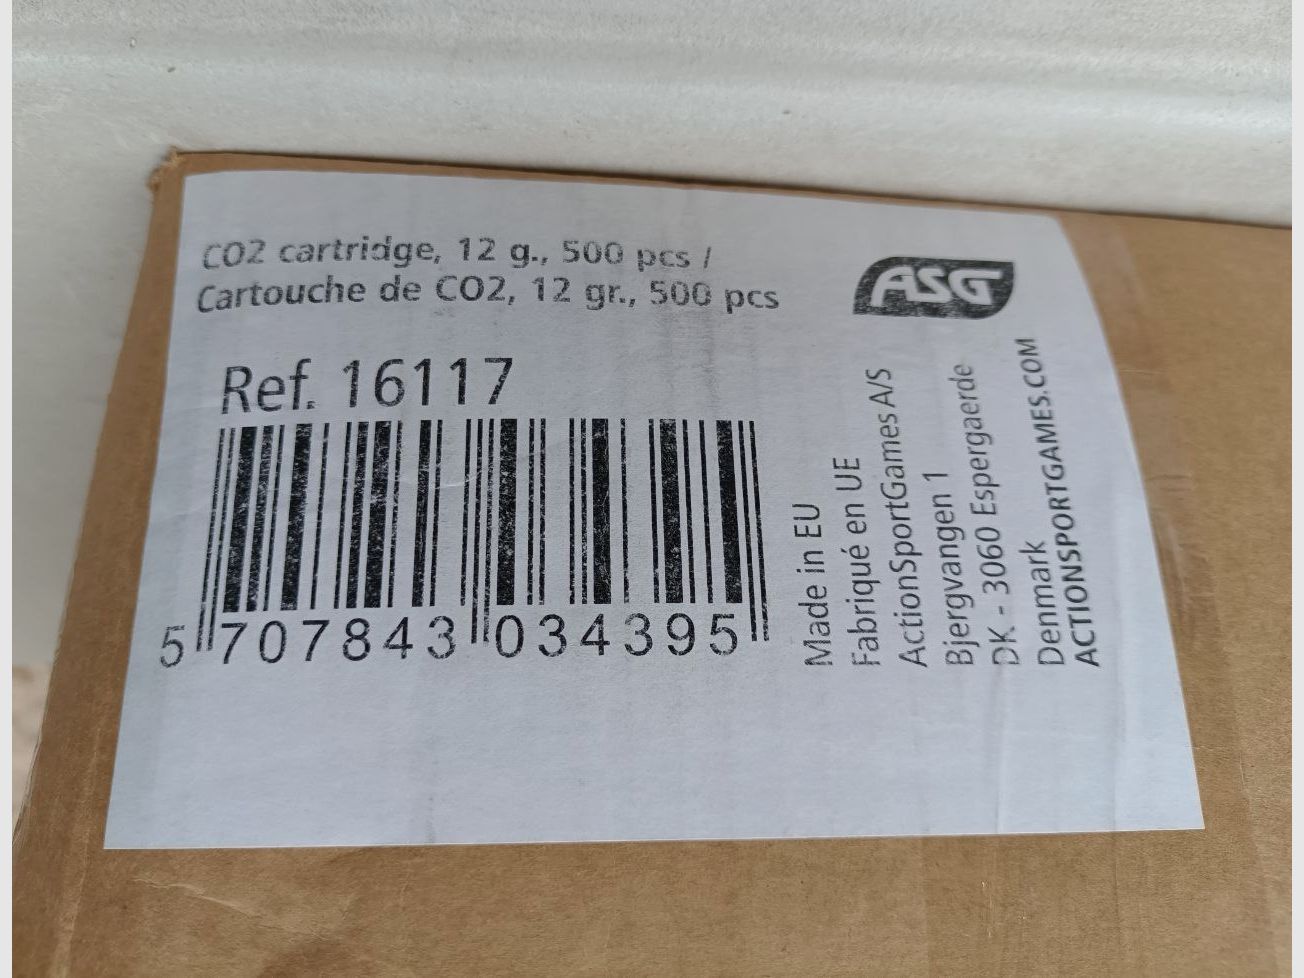 CO2 cartridge, 12 g., 500 pcs /
Cartouche de CO2, 12 gr., 500 pcs
ASG
Ref. 16117
5 707843 034395
Made in EU
Fabriqué en UE
ActionSportGames A/S
Bjergvangen 1
DK - 3060 Espergaerde
Denmark
ACTIONSPORTGAMES.COM